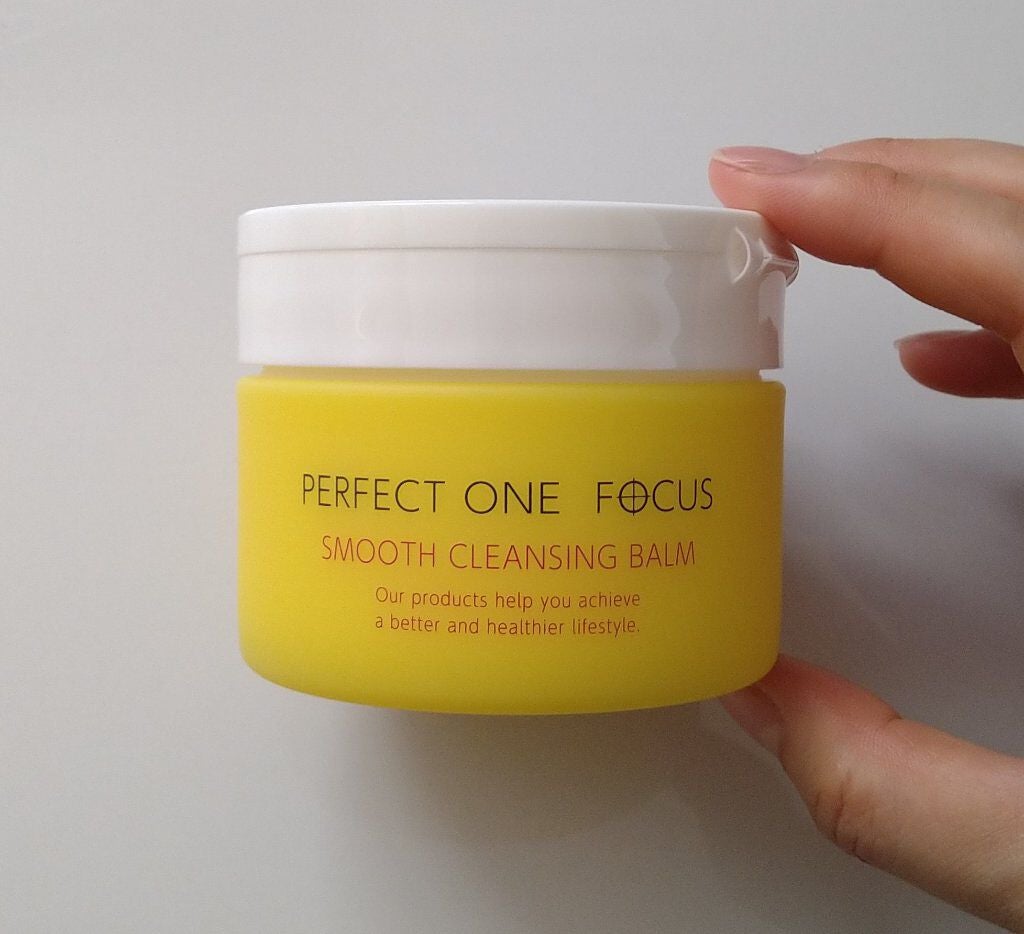 PERFECT ONE FOCUS
SMOOTH CLEANSING BALM
Our products help you achieve
a better and healthier lifestyle.